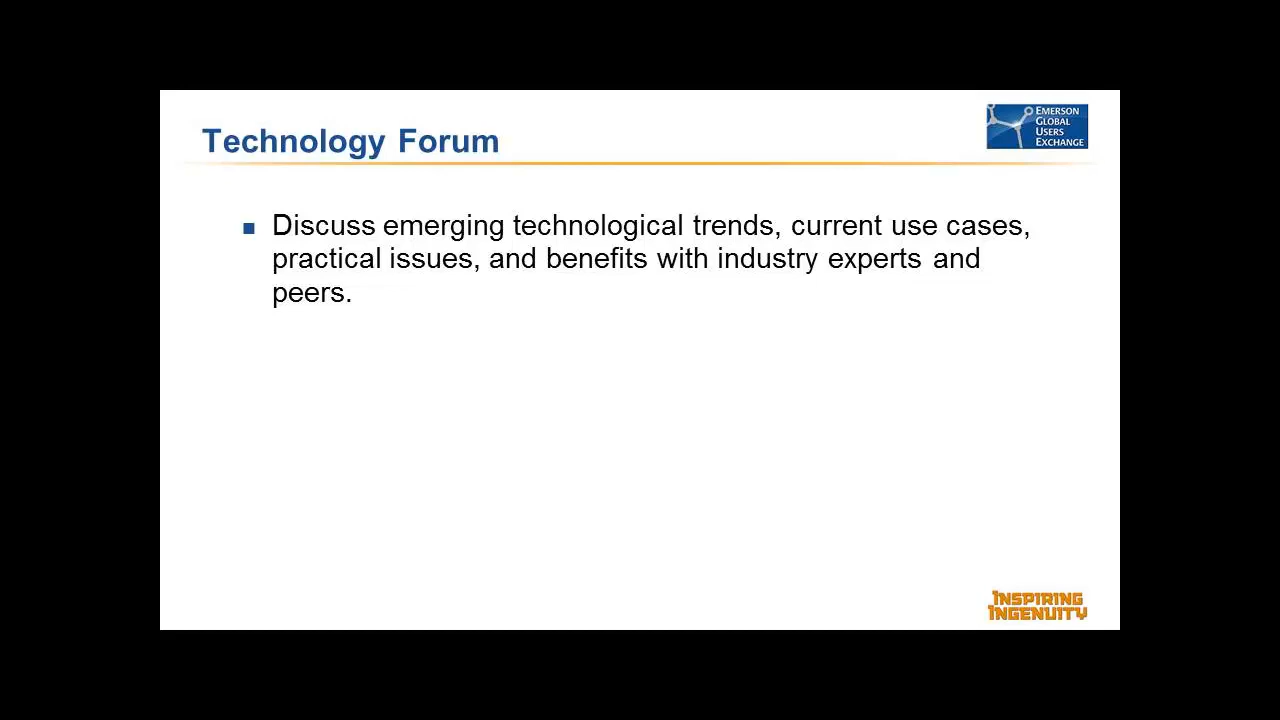 Technology Forum
EMERSON
GLOBAL
USERS
EXCHANGE
Discuss emerging technological trends, current use cases,
practical issues, and benefits with industry experts and
peers.
INSPIRING
INGENUITY